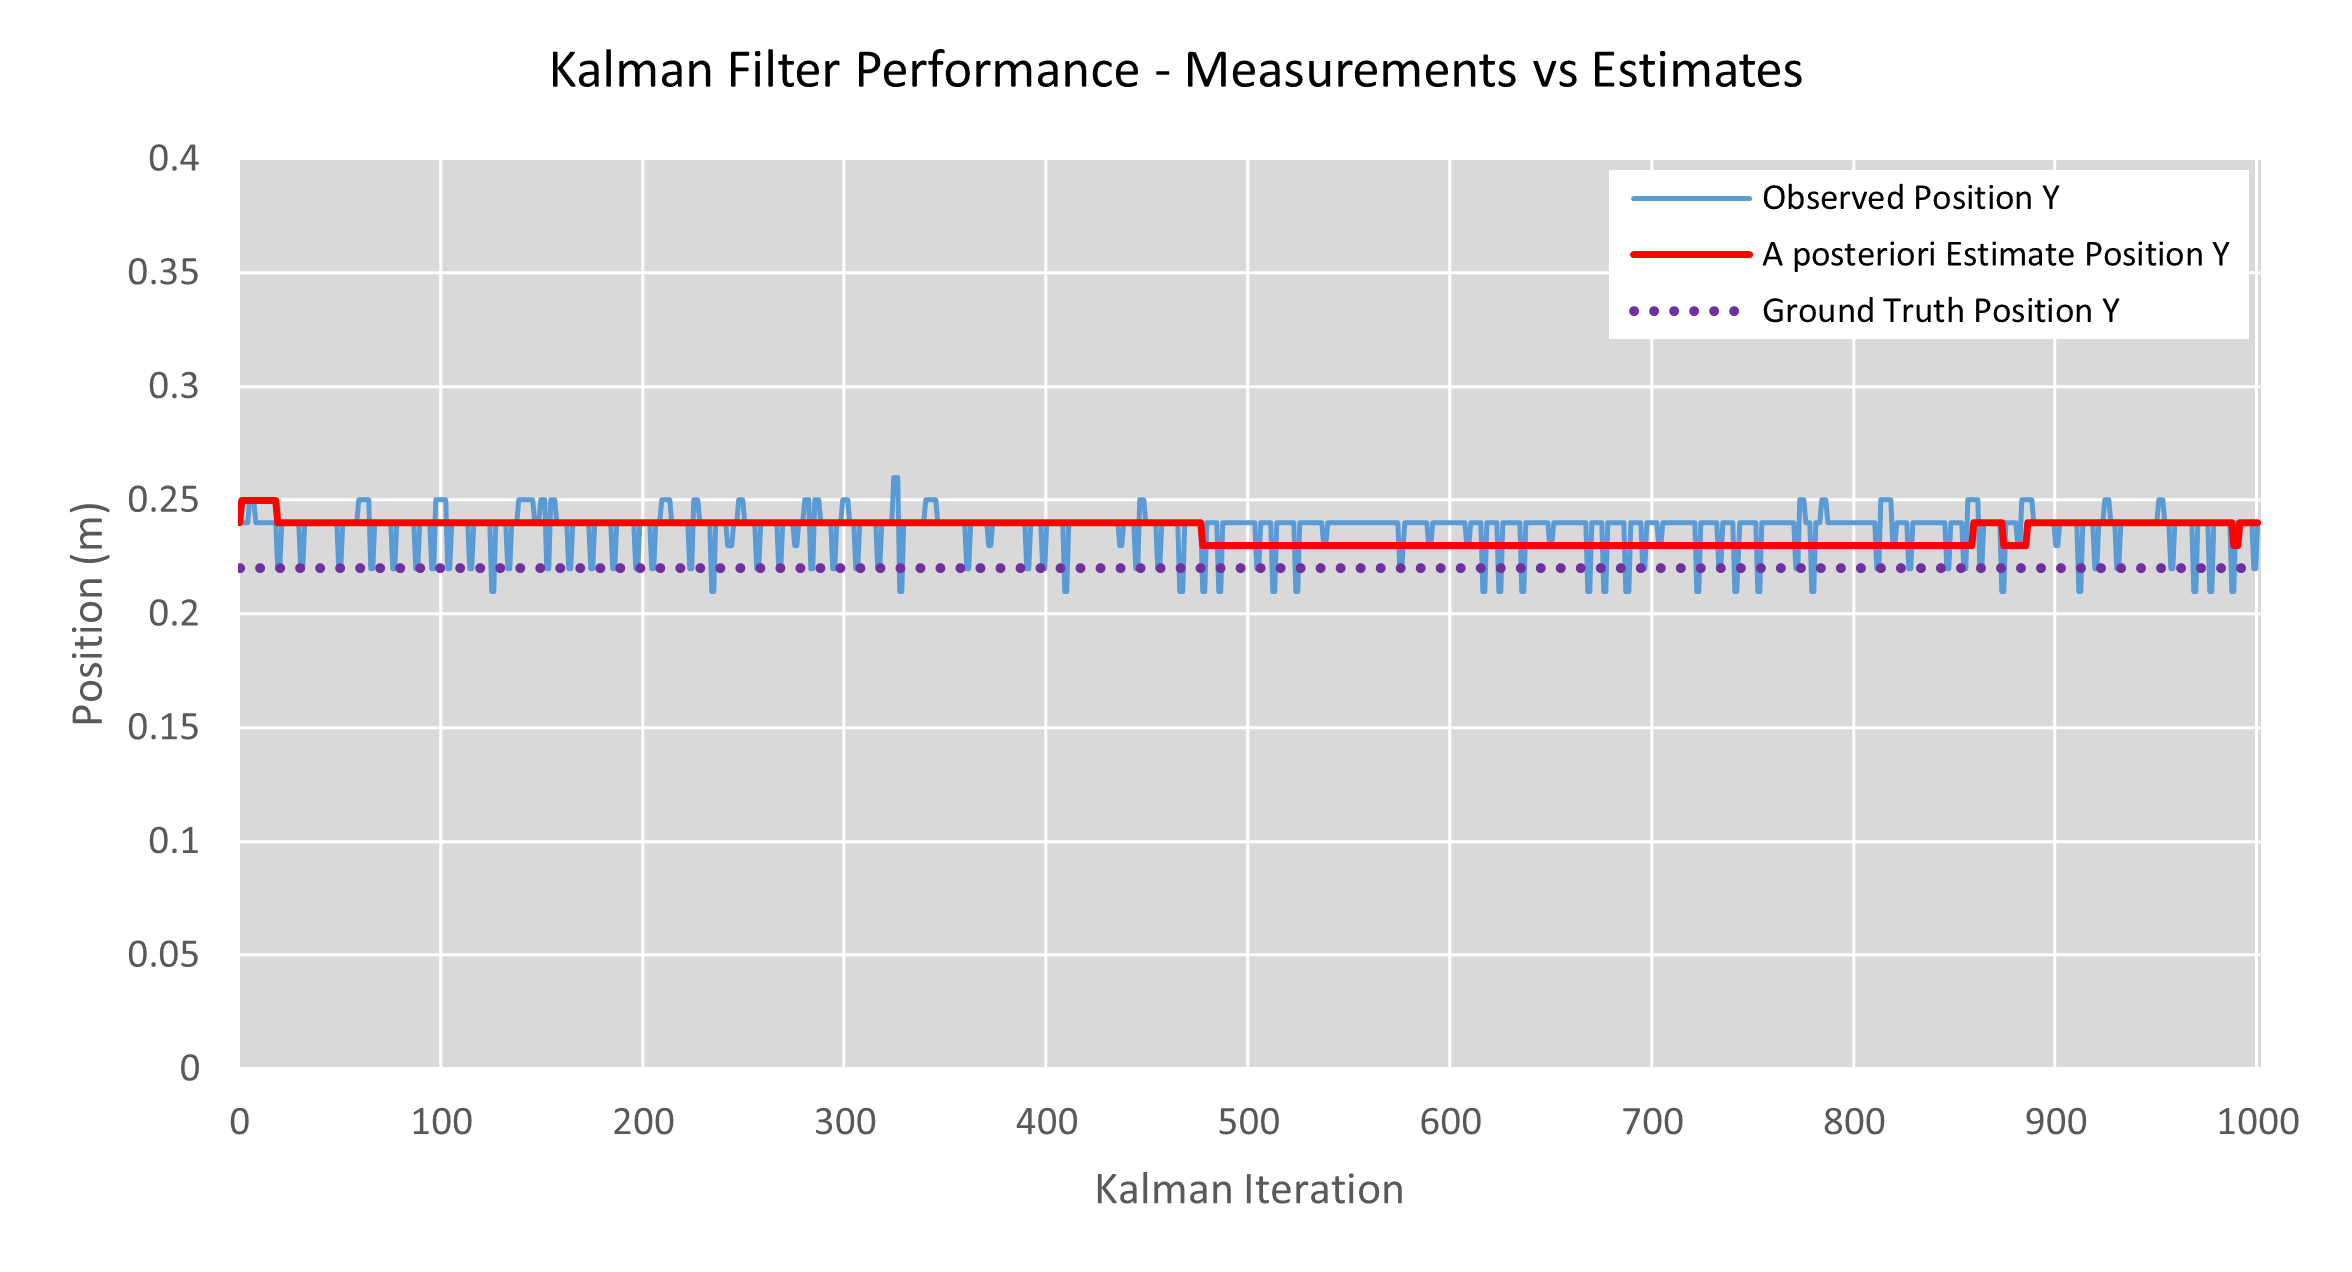 Kalman Filter Performance - Measurements vs Estimates
0.4
0.35
0.3
0.25
0.2
0.15
0.1
0.05
0
Position (m)
Observed Position Y
A posteriori Estimate Position Y
Ground Truth Position Y
0 100 200 300 400 500 600 700 800 900 1000
Kalman Iteration